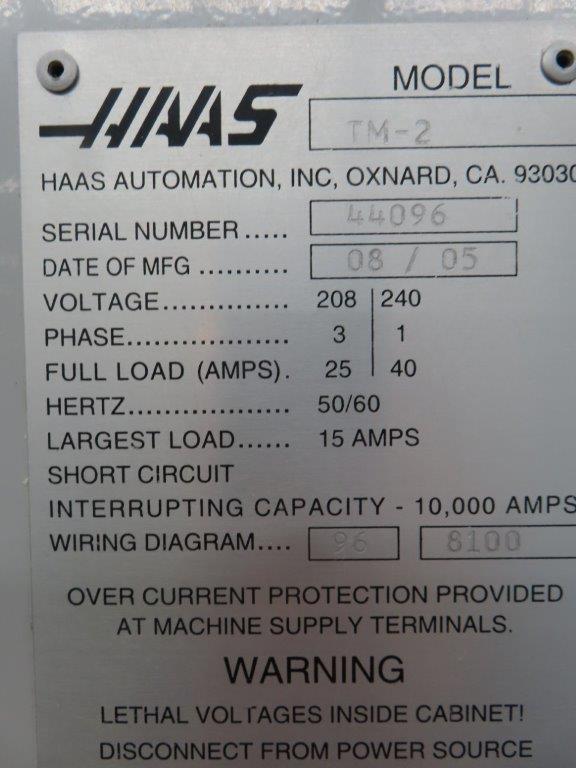 HAAS MODEL
TM-2
HAAS AUTOMATION, INC, OXNARD, CA. 93030
SERIAL NUMBER ..... 44096
DATE OF MFG .......... 08 / 05
VOLTAGE............... 208 | 240
PHASE................... 3 | 1
FULL LOAD (AMPS). 25 | 40
HERTZ................... 50/60
LARGEST LOAD...... 15 AMPS
SHORT CIRCUIT
INTERRUPTING CAPACITY - 10,000 AMPS
WIRING DIAGRAM.... 96 8100
OVER CURRENT PROTECTION PROVIDED
AT MACHINE SUPPLY TERMINALS.
WARNING
LETHAL VOLTAGES INSIDE CABINET!
DISCONNECT FROM POWER SOURCE